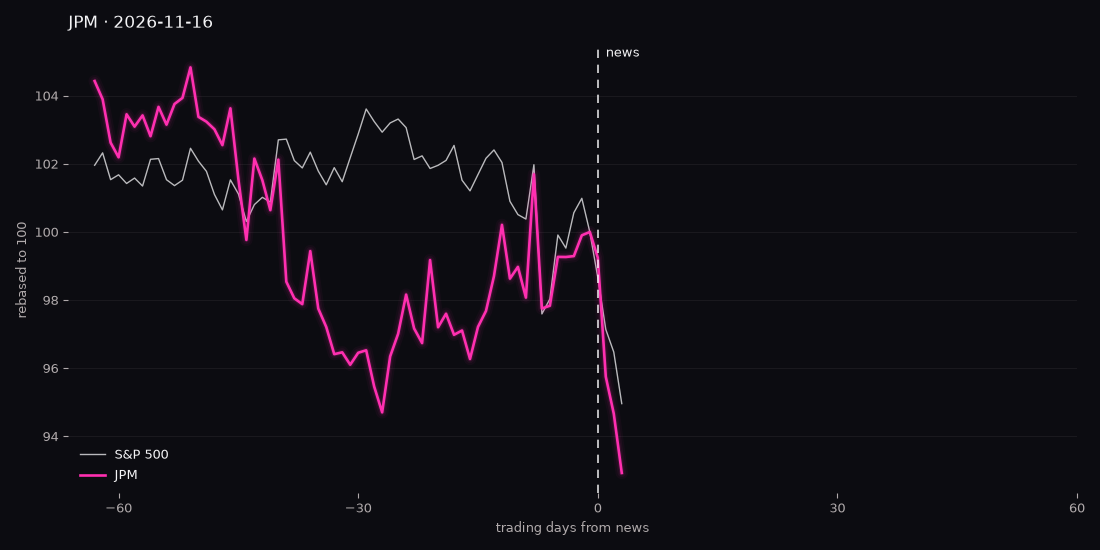 JPM · 2026-11-16
news
rebased to 100
104
102
100
98
96
94
S&P 500
JPM
−60
−30
0
30
60
trading days from news